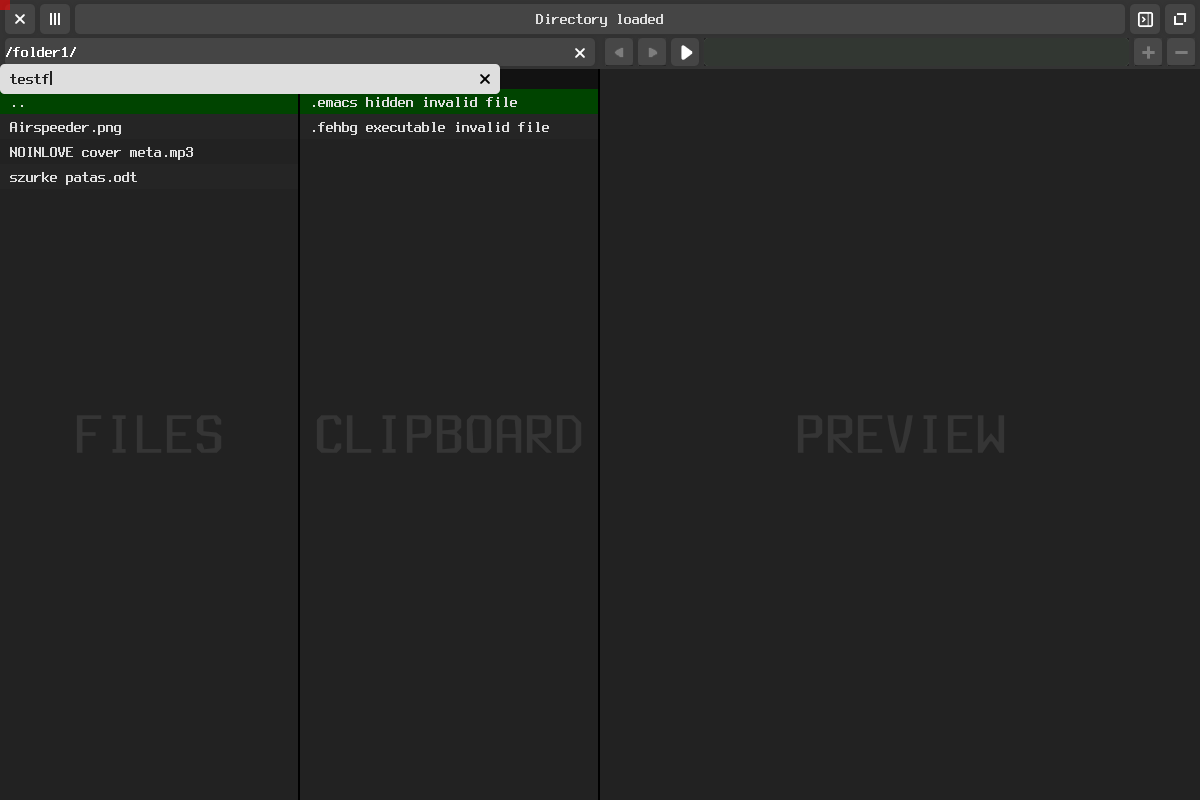 Directory loaded
/folder1/
testf
..
Airspeeder.png
NOINLOVE cover meta.mp3
szurke patas.odt
.emacs hidden invalid file
.fehbg executable invalid file
FILES
CLIPBOARD
PREVIEW